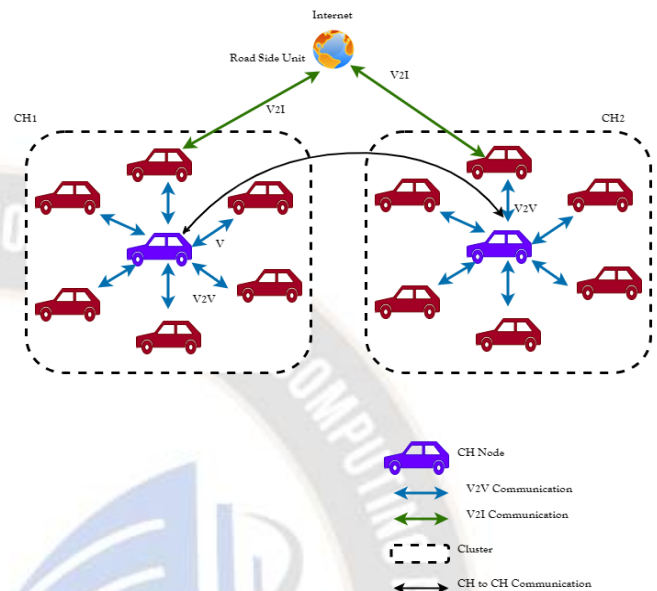 Internet
Road Side Unit
V2I
V2I
CH1
CH2
V2V
V
V2V
CH Node
V2V Communication
V2I Communication
Cluster
CH to CH Communication
COMPUTING